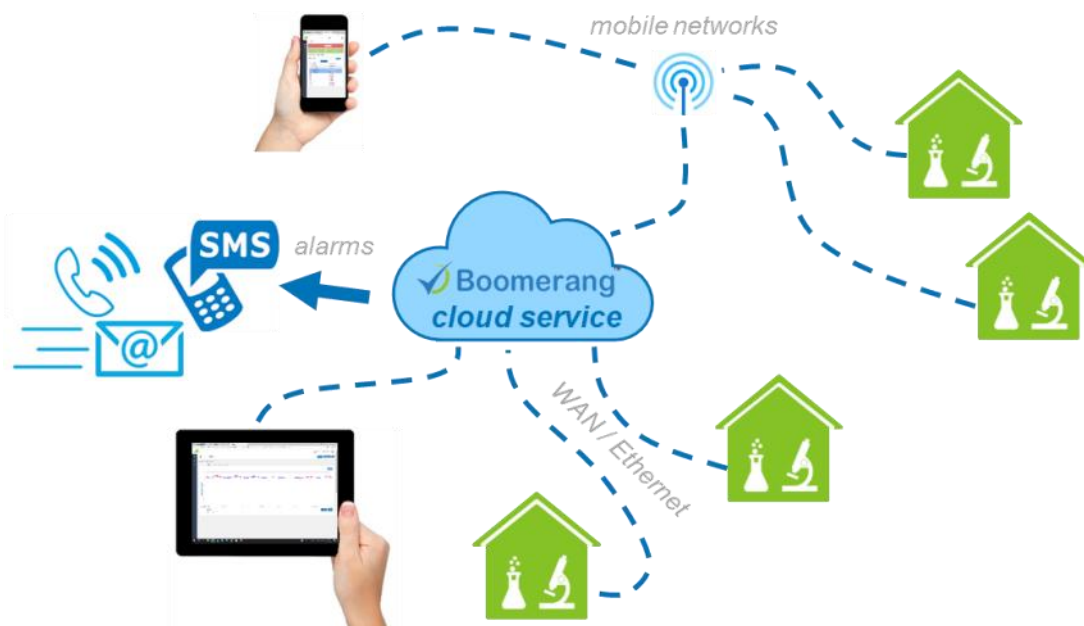 mobile networks
SMS
alarms
Boomerang
cloud service
WAN / Ethernet
@